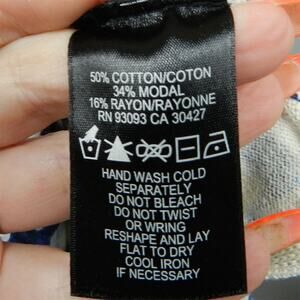 50% COTTON/COTON
34% MODAL
16% RAYON/RAYONNE
RN 93093 CA 30427
HAND WASH COLD
SEPARATELY
DO NOT BLEACH
DO NOT TWIST
OR WRING
RESHAPE AND LAY
FLAT TO DRY
COOL IRON
IF NECESSARY